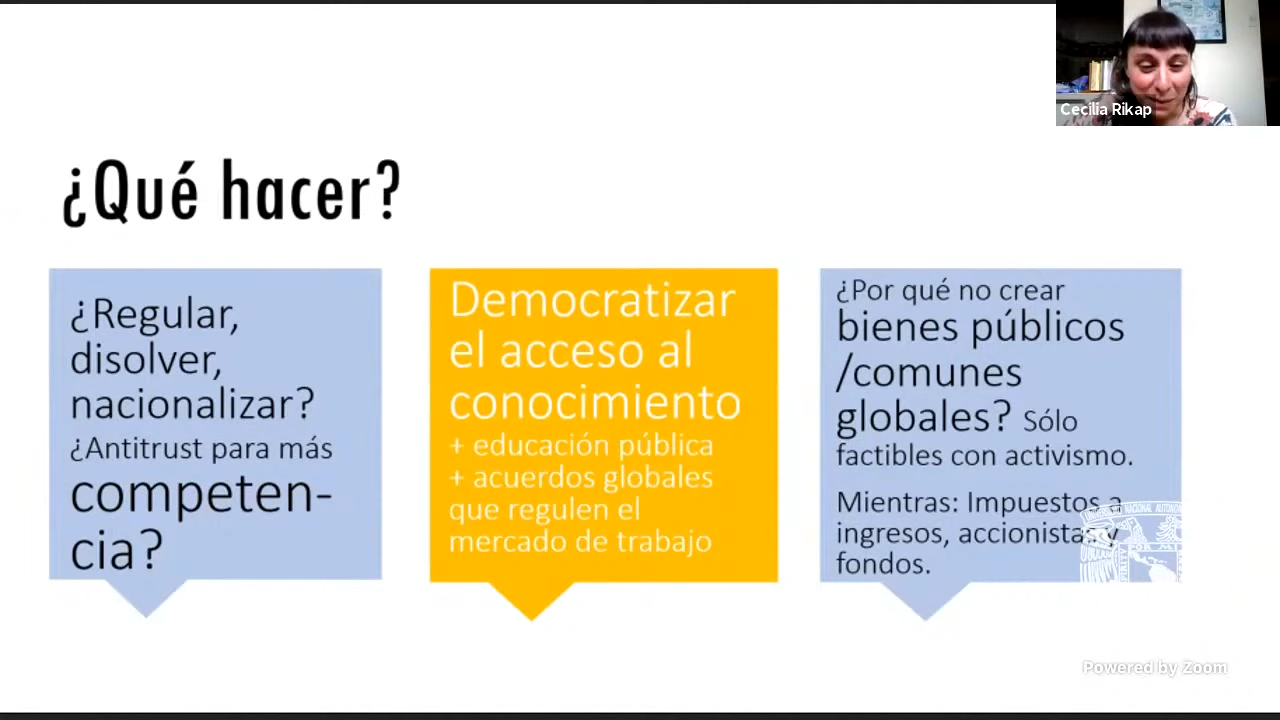 Cecilia Rikap
¿Qué hacer?
¿Regular,
disolver,
nacionalizar?
¿Antitrust para más
competen-
cia?
Democratizar
el acceso al
conocimiento
+ educación pública
+ acuerdos globales
que regulen el
mercado de trabajo
¿Por qué no crear
bienes públicos
/comunes
globales? Sólo
factibles con activismo.
Mientras: Impuestos a
ingresos, accionistas y
fondos.
Powered by Zoom